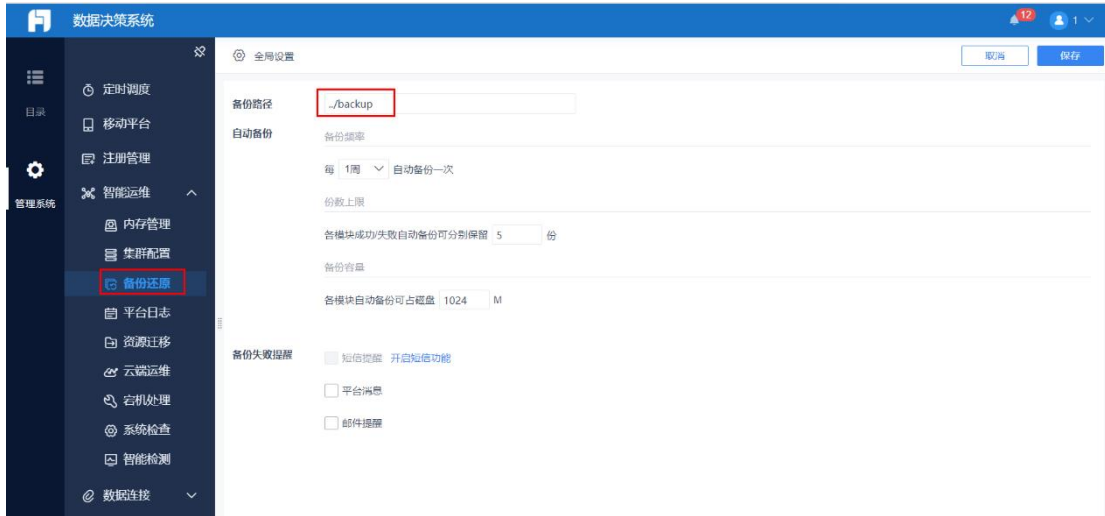 数据决策系统
12
1
目录
管理系统
定时调度
移动平台
注册管理
智能运维
内存管理
集群配置
备份还原
平台日志
资源迁移
云端运维
宕机处理
系统检查
智能检测
数据连接
全局设置
取消
保存
备份路径
../backup
自动备份
备份频率
每 1周 自动备份一次
份数上限
各模块成功/失败自动备份可分别保留 5 份
备份容量
各模块自动备份可占磁盘 1024 M
备份失败提醒
短信提醒 开启短信功能
平台消息
邮件提醒